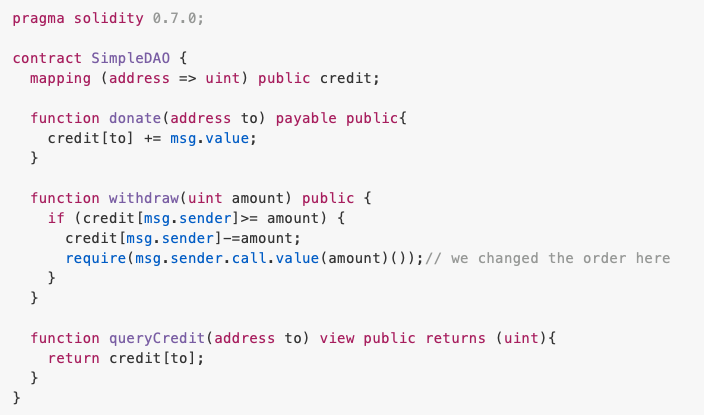 pragma solidity 0.7.0;
contract SimpleDAO {
mapping (address => uint) public credit;
function donate(address to) payable public{
credit[to] += msg.value;
}
function withdraw(uint amount) public {
if (credit[msg.sender]>= amount) {
credit[msg.sender]-=amount;
require(msg.sender.call.value(amount)());// we changed the order here
}
}
function queryCredit(address to) view public returns (uint){
return credit[to];
}
}